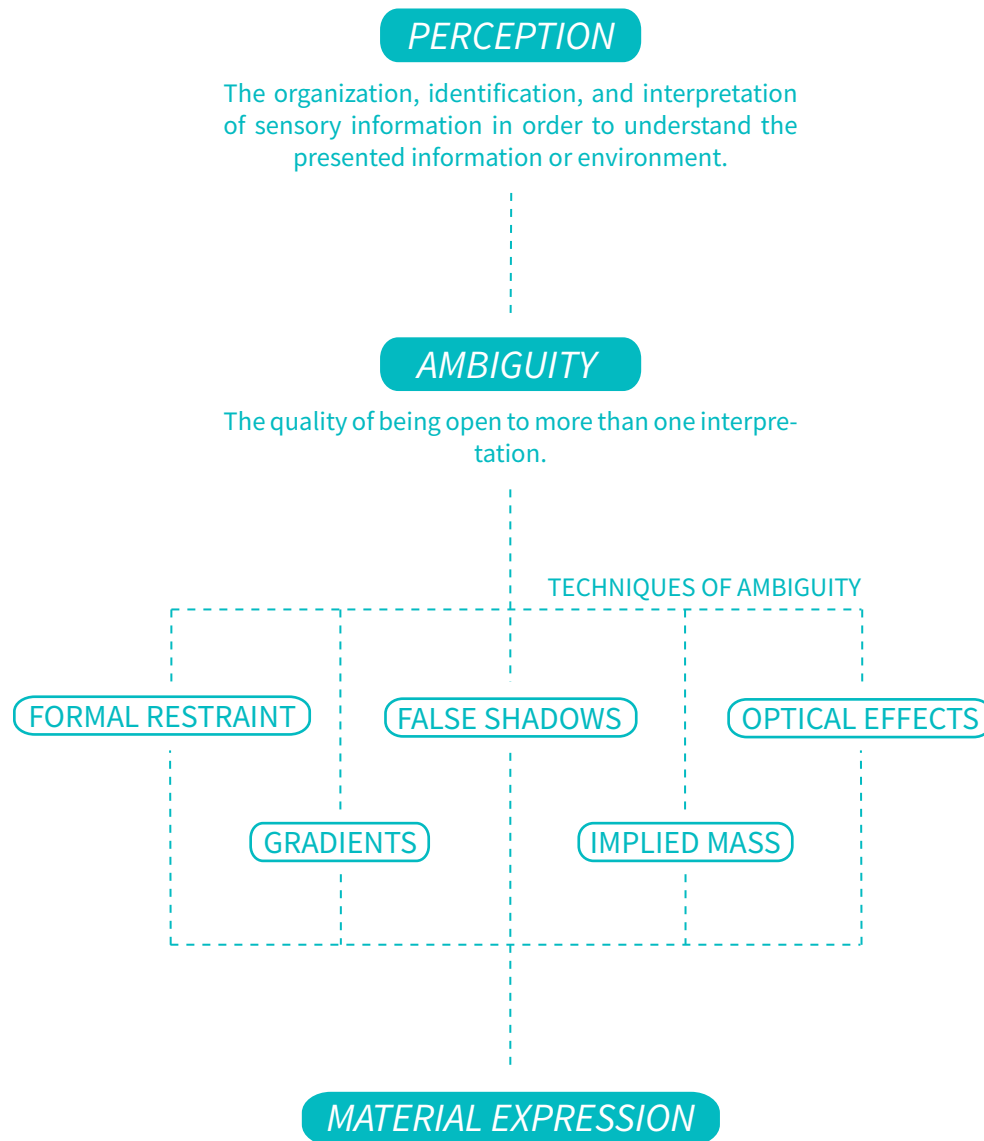 PERCEPTION
The organization, identification, and interpretation
of sensory information in order to understand the
presented information or environment.
AMBIGUITY
The quality of being open to more than one interpre-
tation.
TECHNIQUES OF AMBIGUITY
FORMAL RESTRAINT
FALSE SHADOWS
OPTICAL EFFECTS
GRADIENTS
IMPLIED MASS
MATERIAL EXPRESSION